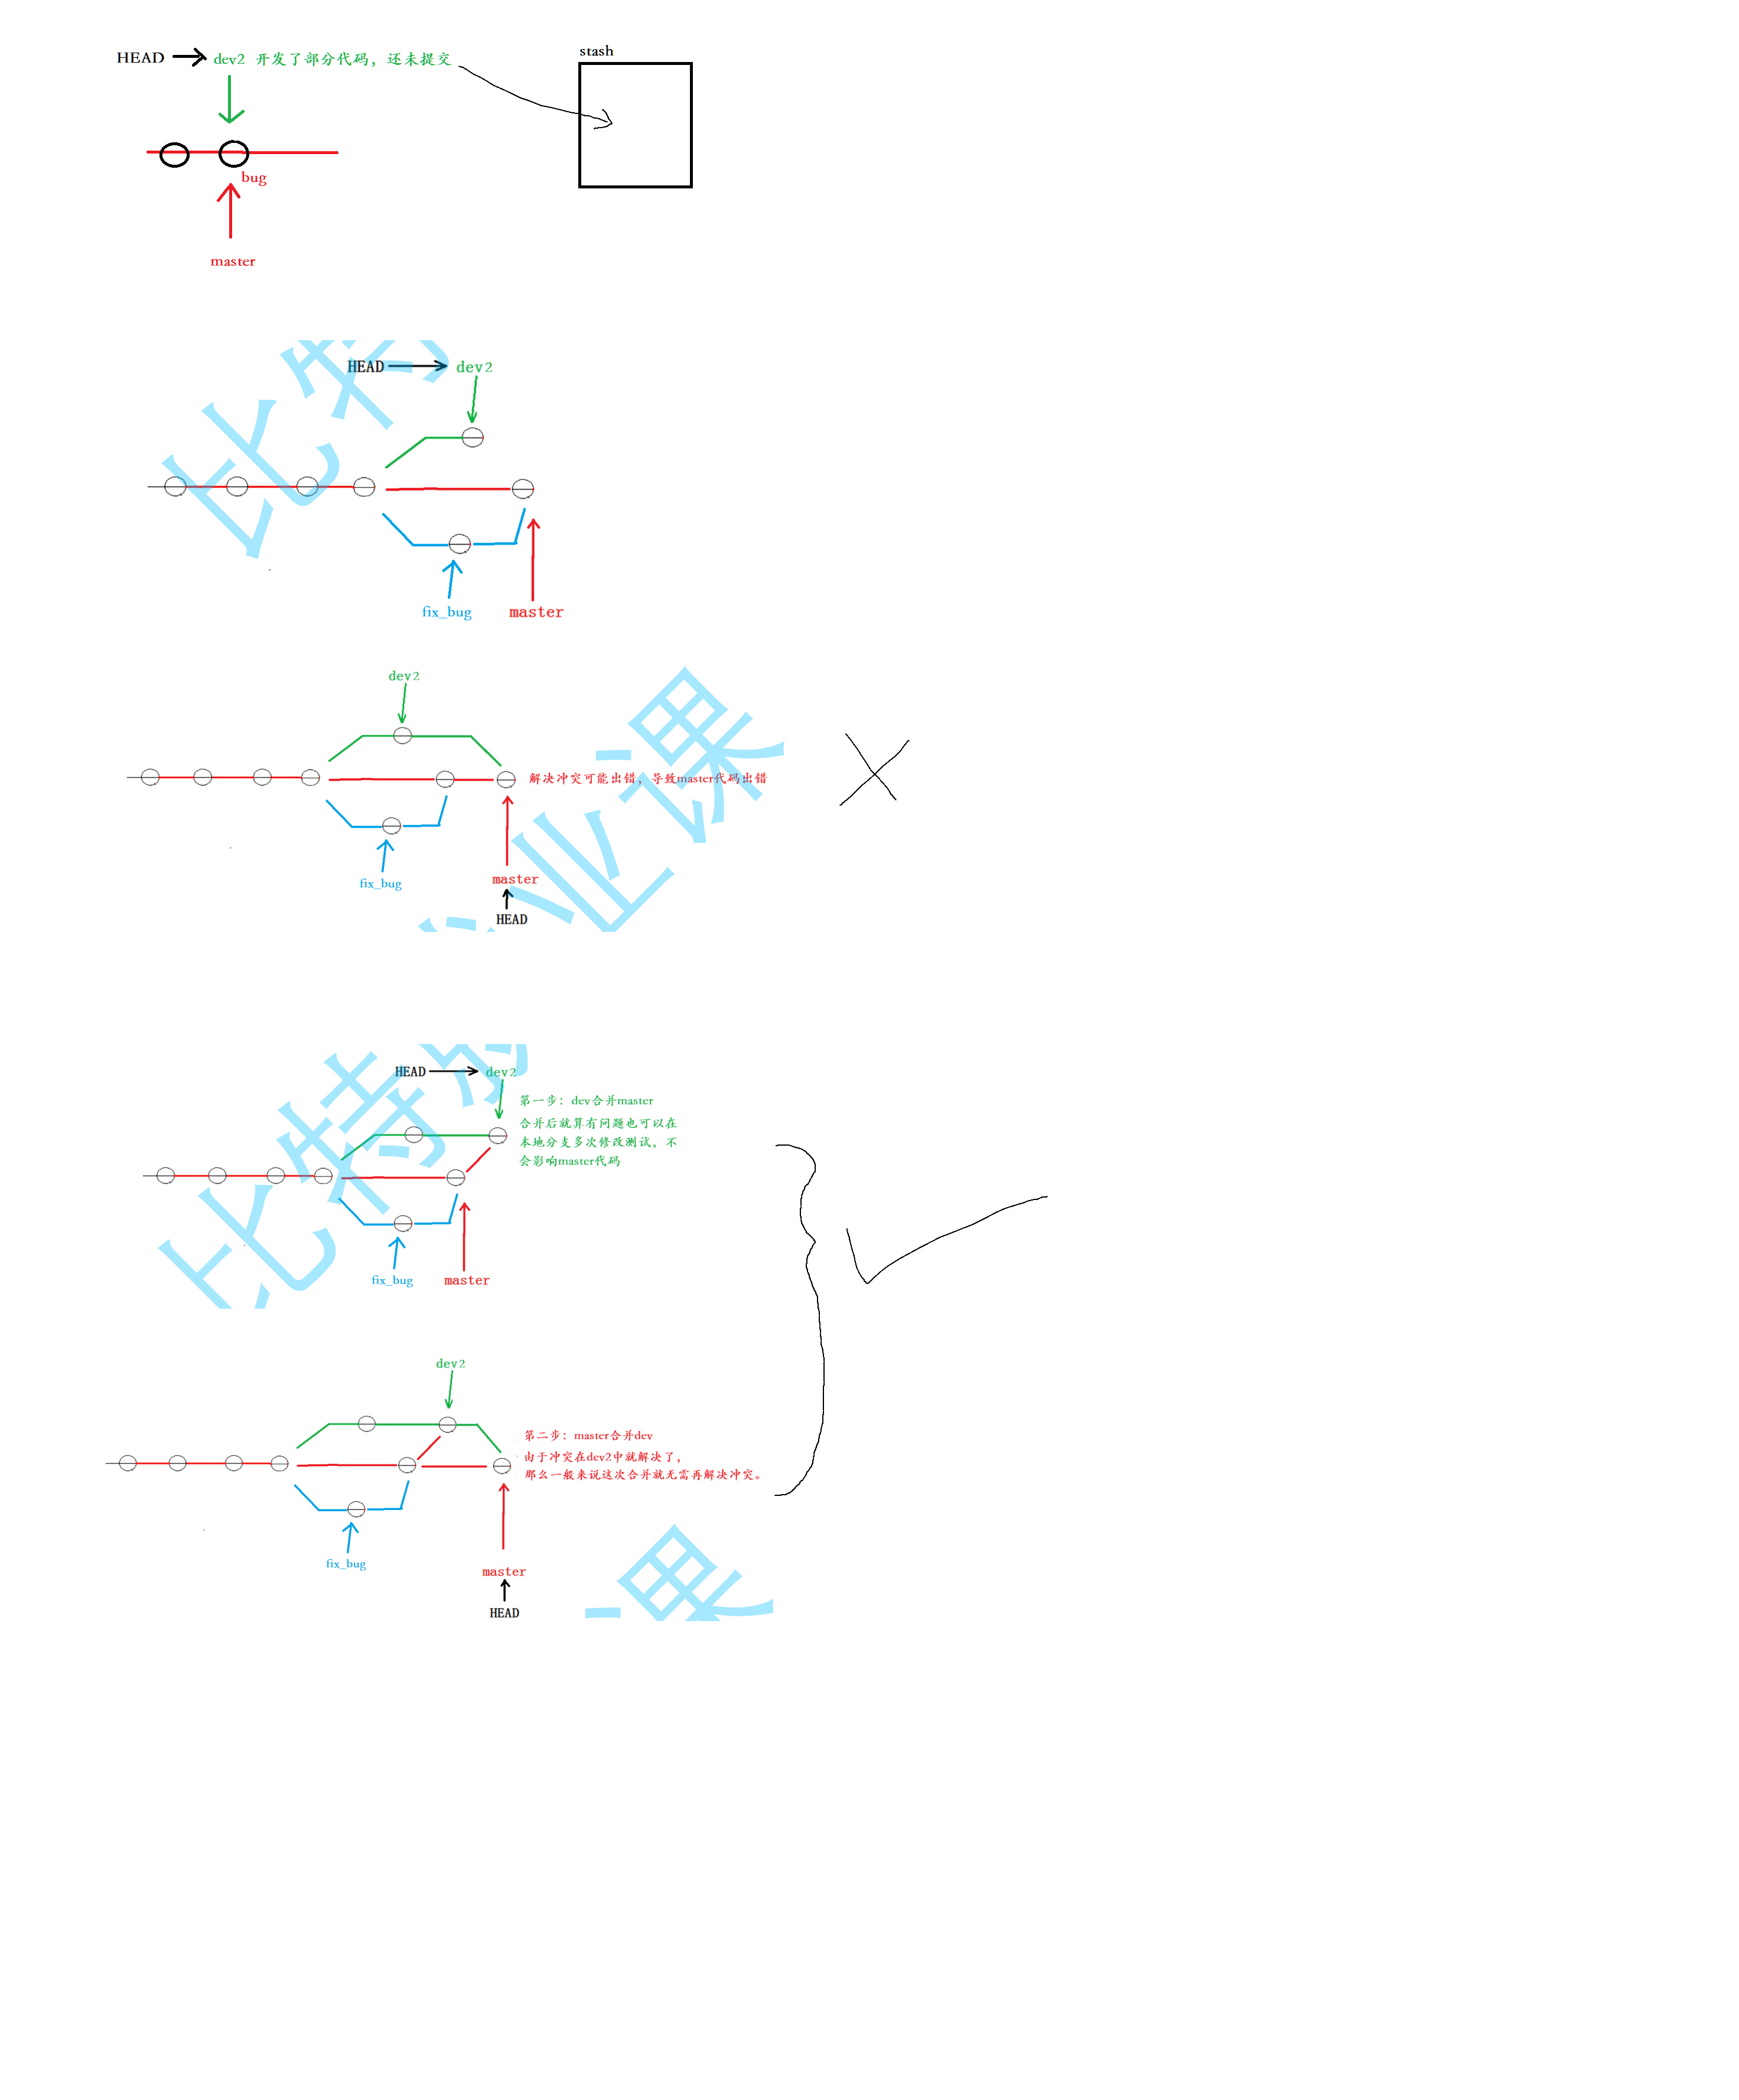 stash
HEAD dev2 开发了部分代码，还未提交
bug
master
HEAD dev2
fix_bug master
dev2
解决冲突可能出错，导致master代码出错
master
fix_bug
HEAD
HEAD dev2
第一步：dev合并master
合并后就算有问题也可以在
本地分支多次修改测试，不
会影响master代码
fix_bug master
dev2
第二步：master合并dev
由于冲突在dev2中就解决了，
那么一般来说这次合并就无需再解决冲突。
fix_bug
master
HEAD
比特
业课
比特
课